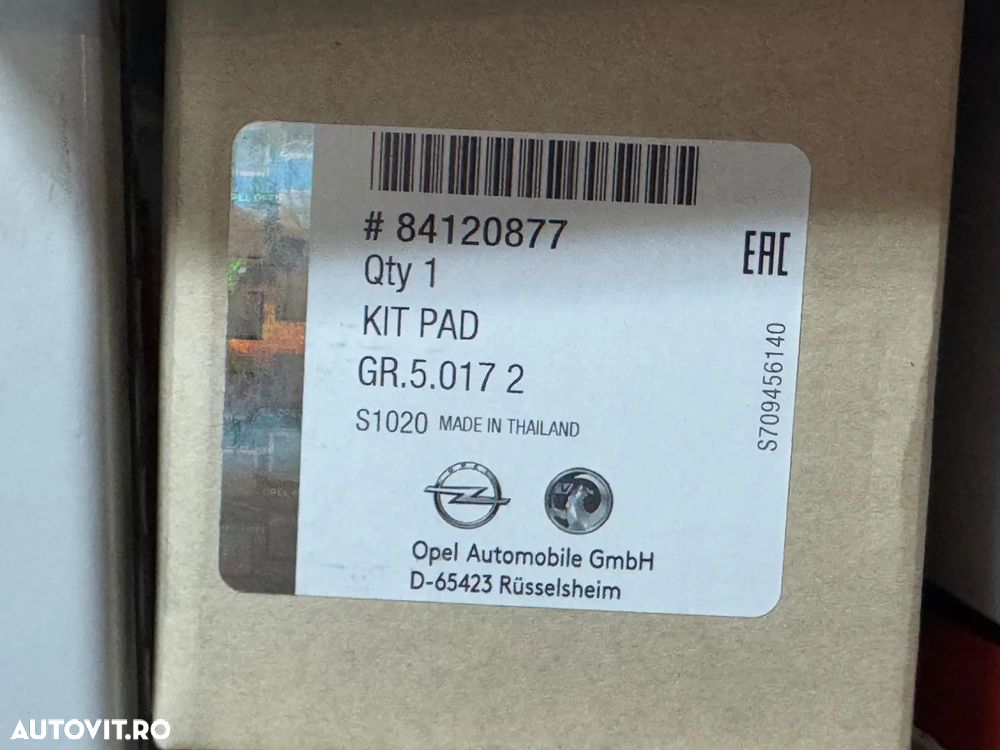 # 84120877
Qty 1
KIT PAD
GR.5.017 2
S1020 MADE IN THAILAND
EAC
S709456140
OPEL
Opel Automobile GmbH
D-65423 Rüsselsheim
AUTOVIT.RO